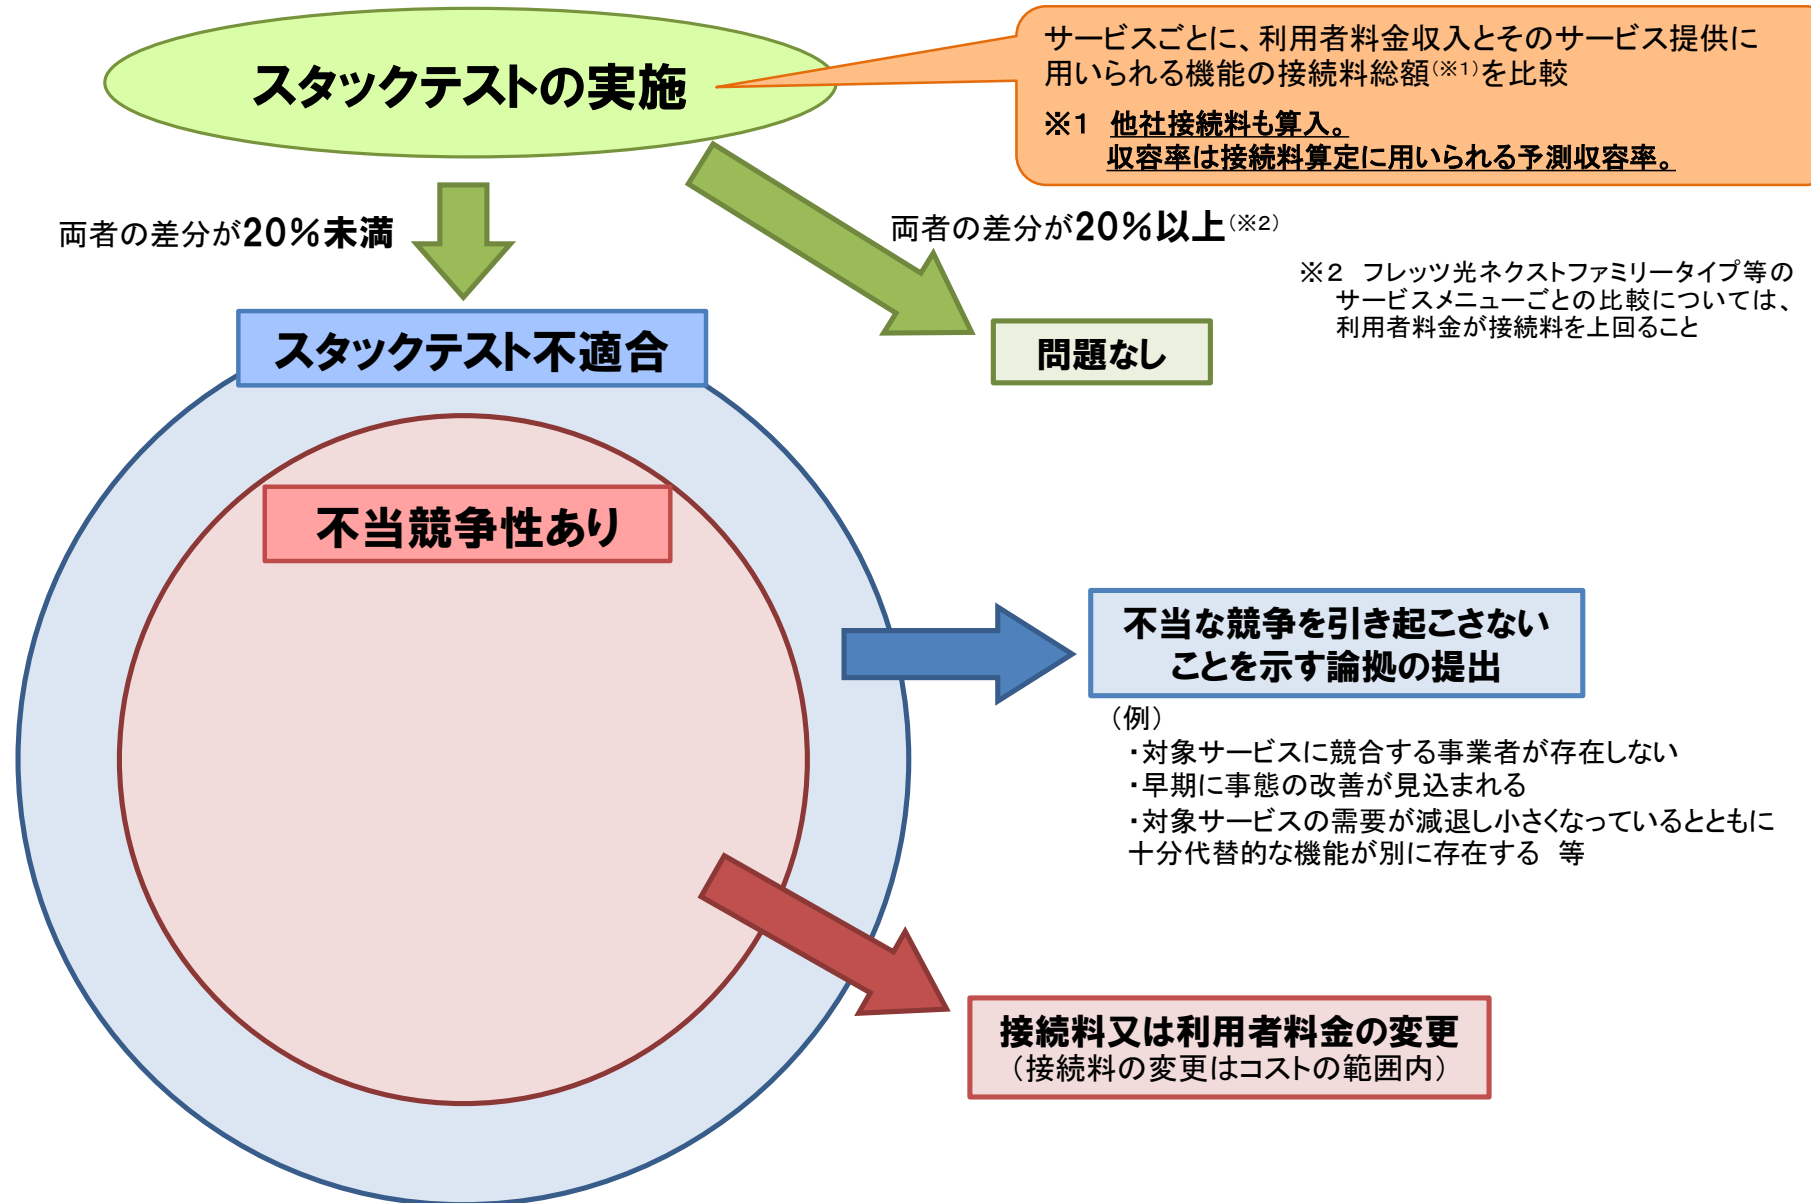 スタックテストの実施
サービスごとに、利用者料金収入とそのサービス提供に
用いられる機能の接続料総額(※1)を比較
※1 他社接続料も算入。
収容率は接続料算定に用いられる予測収容率。
両者の差分が20%未満
両者の差分が20%以上(※2)
※2 フレッツ光ネクストファミリータイプ等の
サービスメニューごとの比較については、
利用者料金が接続料を上回ること
スタックテスト不適合
問題なし
不当競争性あり
不当な競争を引き起こさない
ことを示す論拠の提出
(例)
・対象サービスに競合する事業者が存在しない
・早期に事態の改善が見込まれる
・対象サービスの需要が減退し小さくなっているとともに
十分代替的な機能が別に存在する 等
接続料又は利用者料金の変更
(接続料の変更はコストの範囲内)